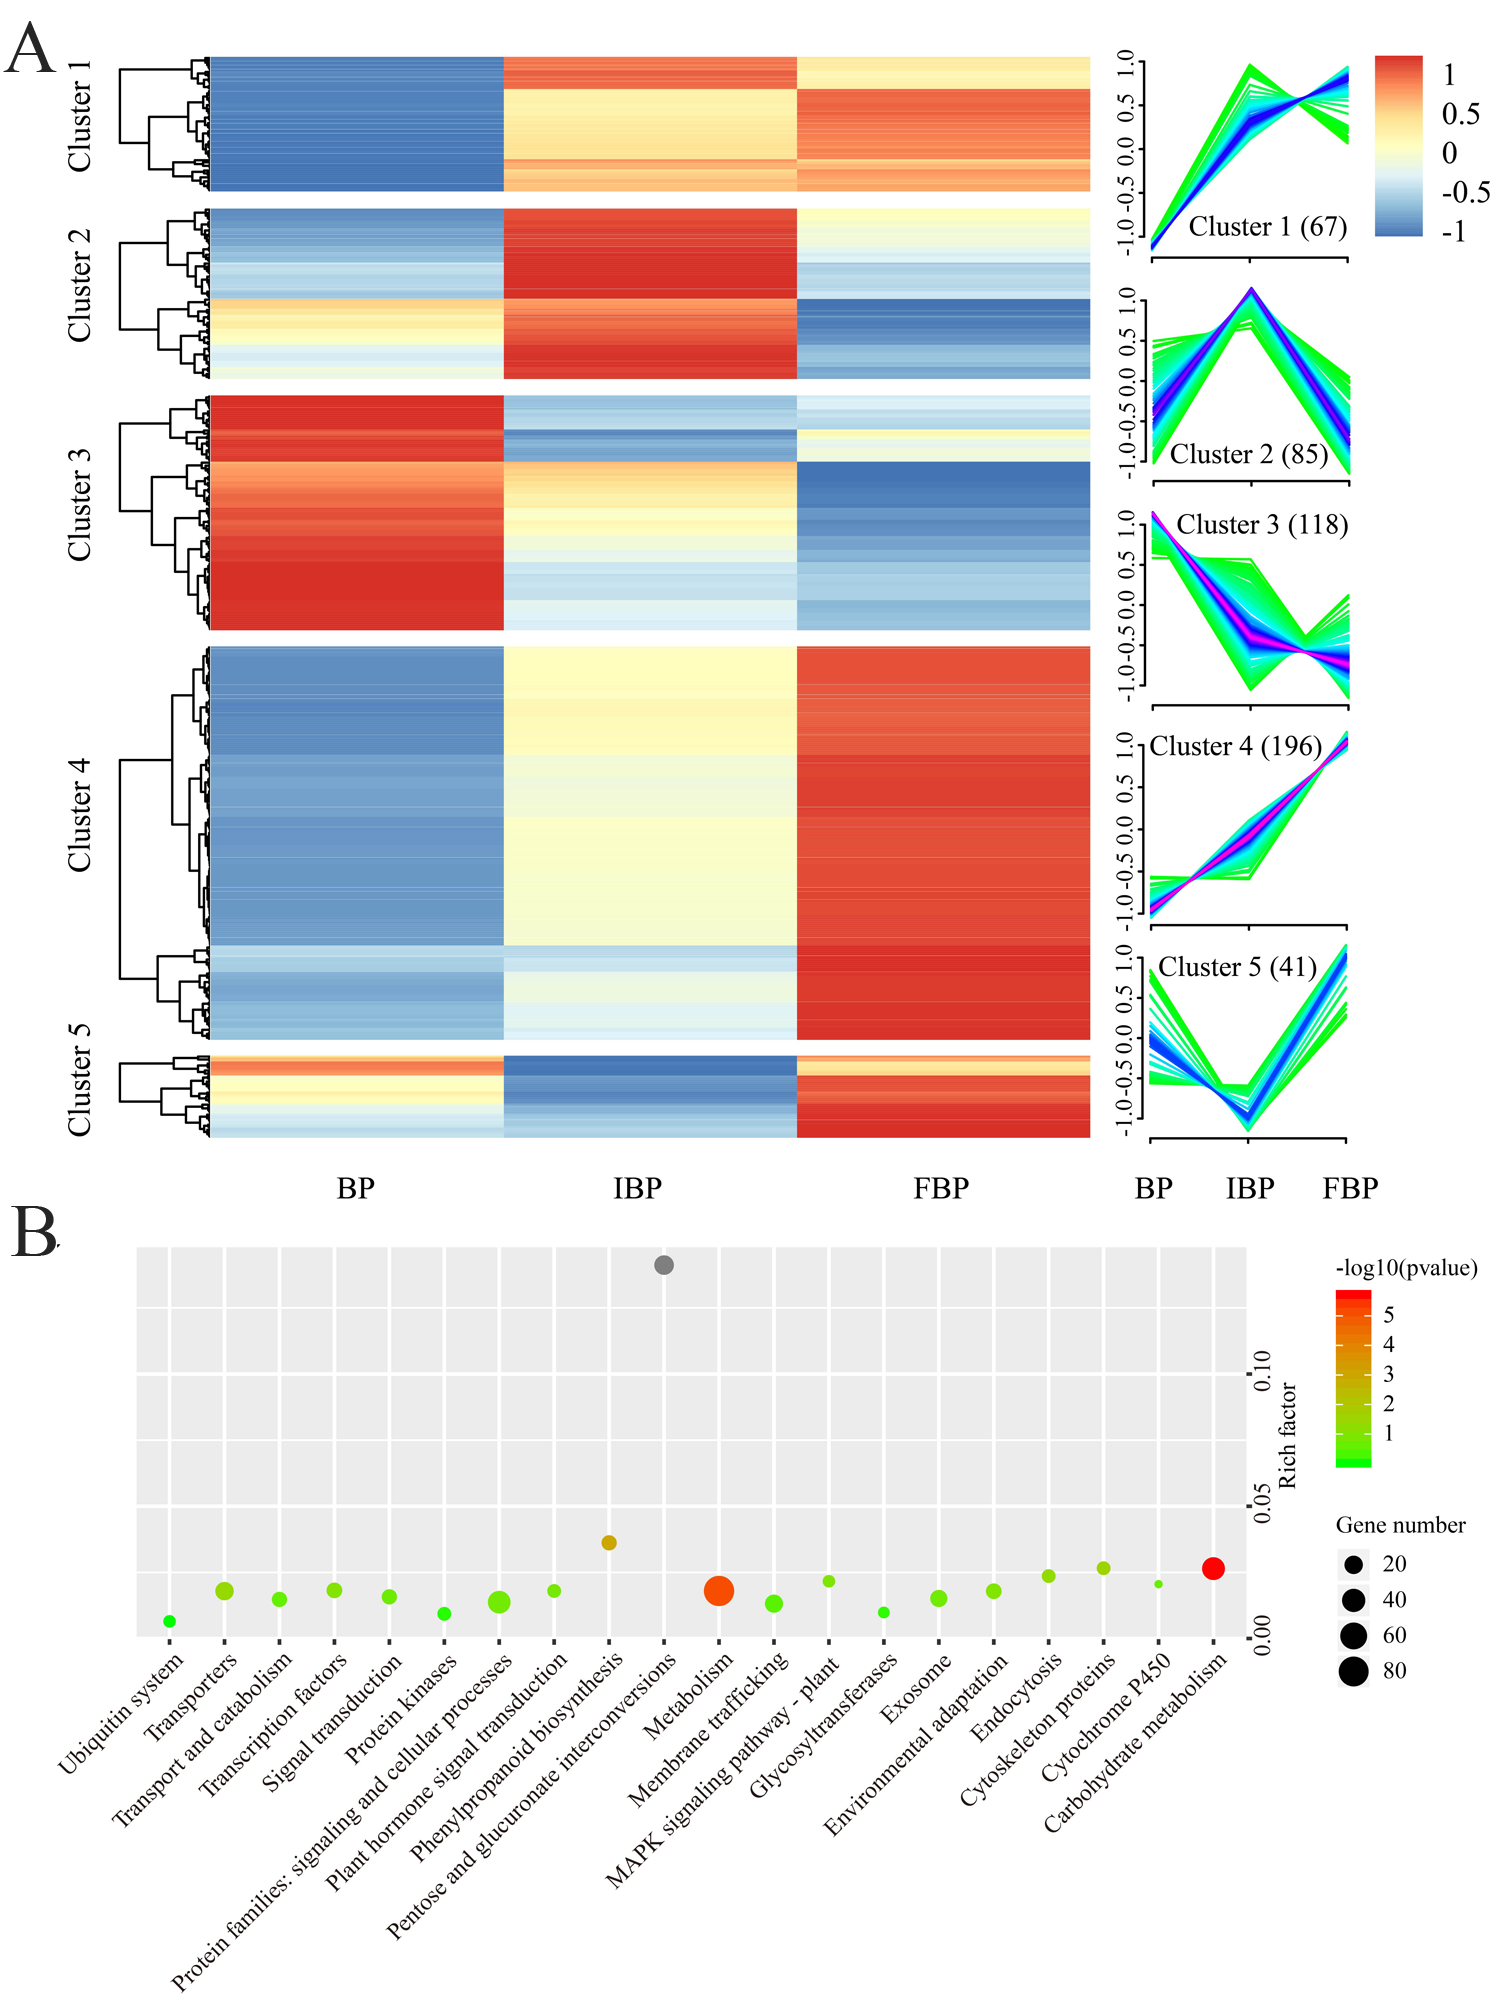 A
Cluster 1
Cluster 2
Cluster 3
Cluster 4
Cluster 5
BP IBP FBP
1.0
0.5
0.0
-0.5
-1.0
Cluster 1 (67)
1
0.5
0
-0.5
-1
1.0
0.5
0.0
-0.5
-1.0
Cluster 2 (85)
1.0
0.5
0.0
-0.5
-1.0
Cluster 3 (118)
1.0
0.5
0.0
-0.5
-1.0
Cluster 4 (196)
1.0
0.5
0.0
-0.5
-1.0
Cluster 5 (41)
BP IBP FBP
B
0.10
0.05
0.00
Rich factor
-log10(pvalue)
5
4
3
2
1
Gene number
20
40
60
80
Ubiquitin system
Transporters
Transport and catabolism
Transcription factors
Signal transduction
Protein kinases
Protein families: signaling and cellular processes
Plant hormone signal transduction
Phenylpropanoid biosynthesis
Pentose and glucuronate interconversions
Metabolism
Membrane trafficking
MAPK signaling pathway - plant
Glycosyltransferases
Exosome
Environmental adaptation
Endocytosis
Cytoskeleton proteins
Cytochrome P450
Carbohydrate metabolism